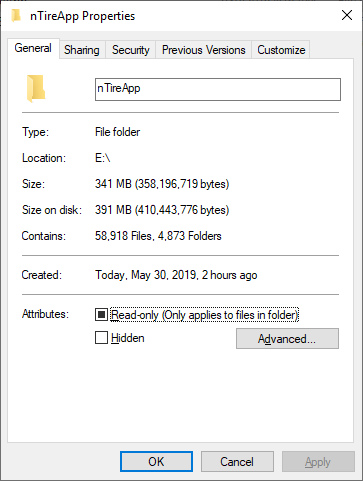 nTireApp Properties
General Sharing Security Previous Versions Customize
nTireApp
Type: File folder
Location: E:\
Size: 341 MB (358,196,719 bytes)
Size on disk: 391 MB (410,443,776 bytes)
Contains: 58,918 Files, 4,873 Folders
Created: Today, May 30, 2019, 2 hours ago
Attributes: Read-only (Only applies to files in folder)
Hidden Advanced...
OK Cancel Apply